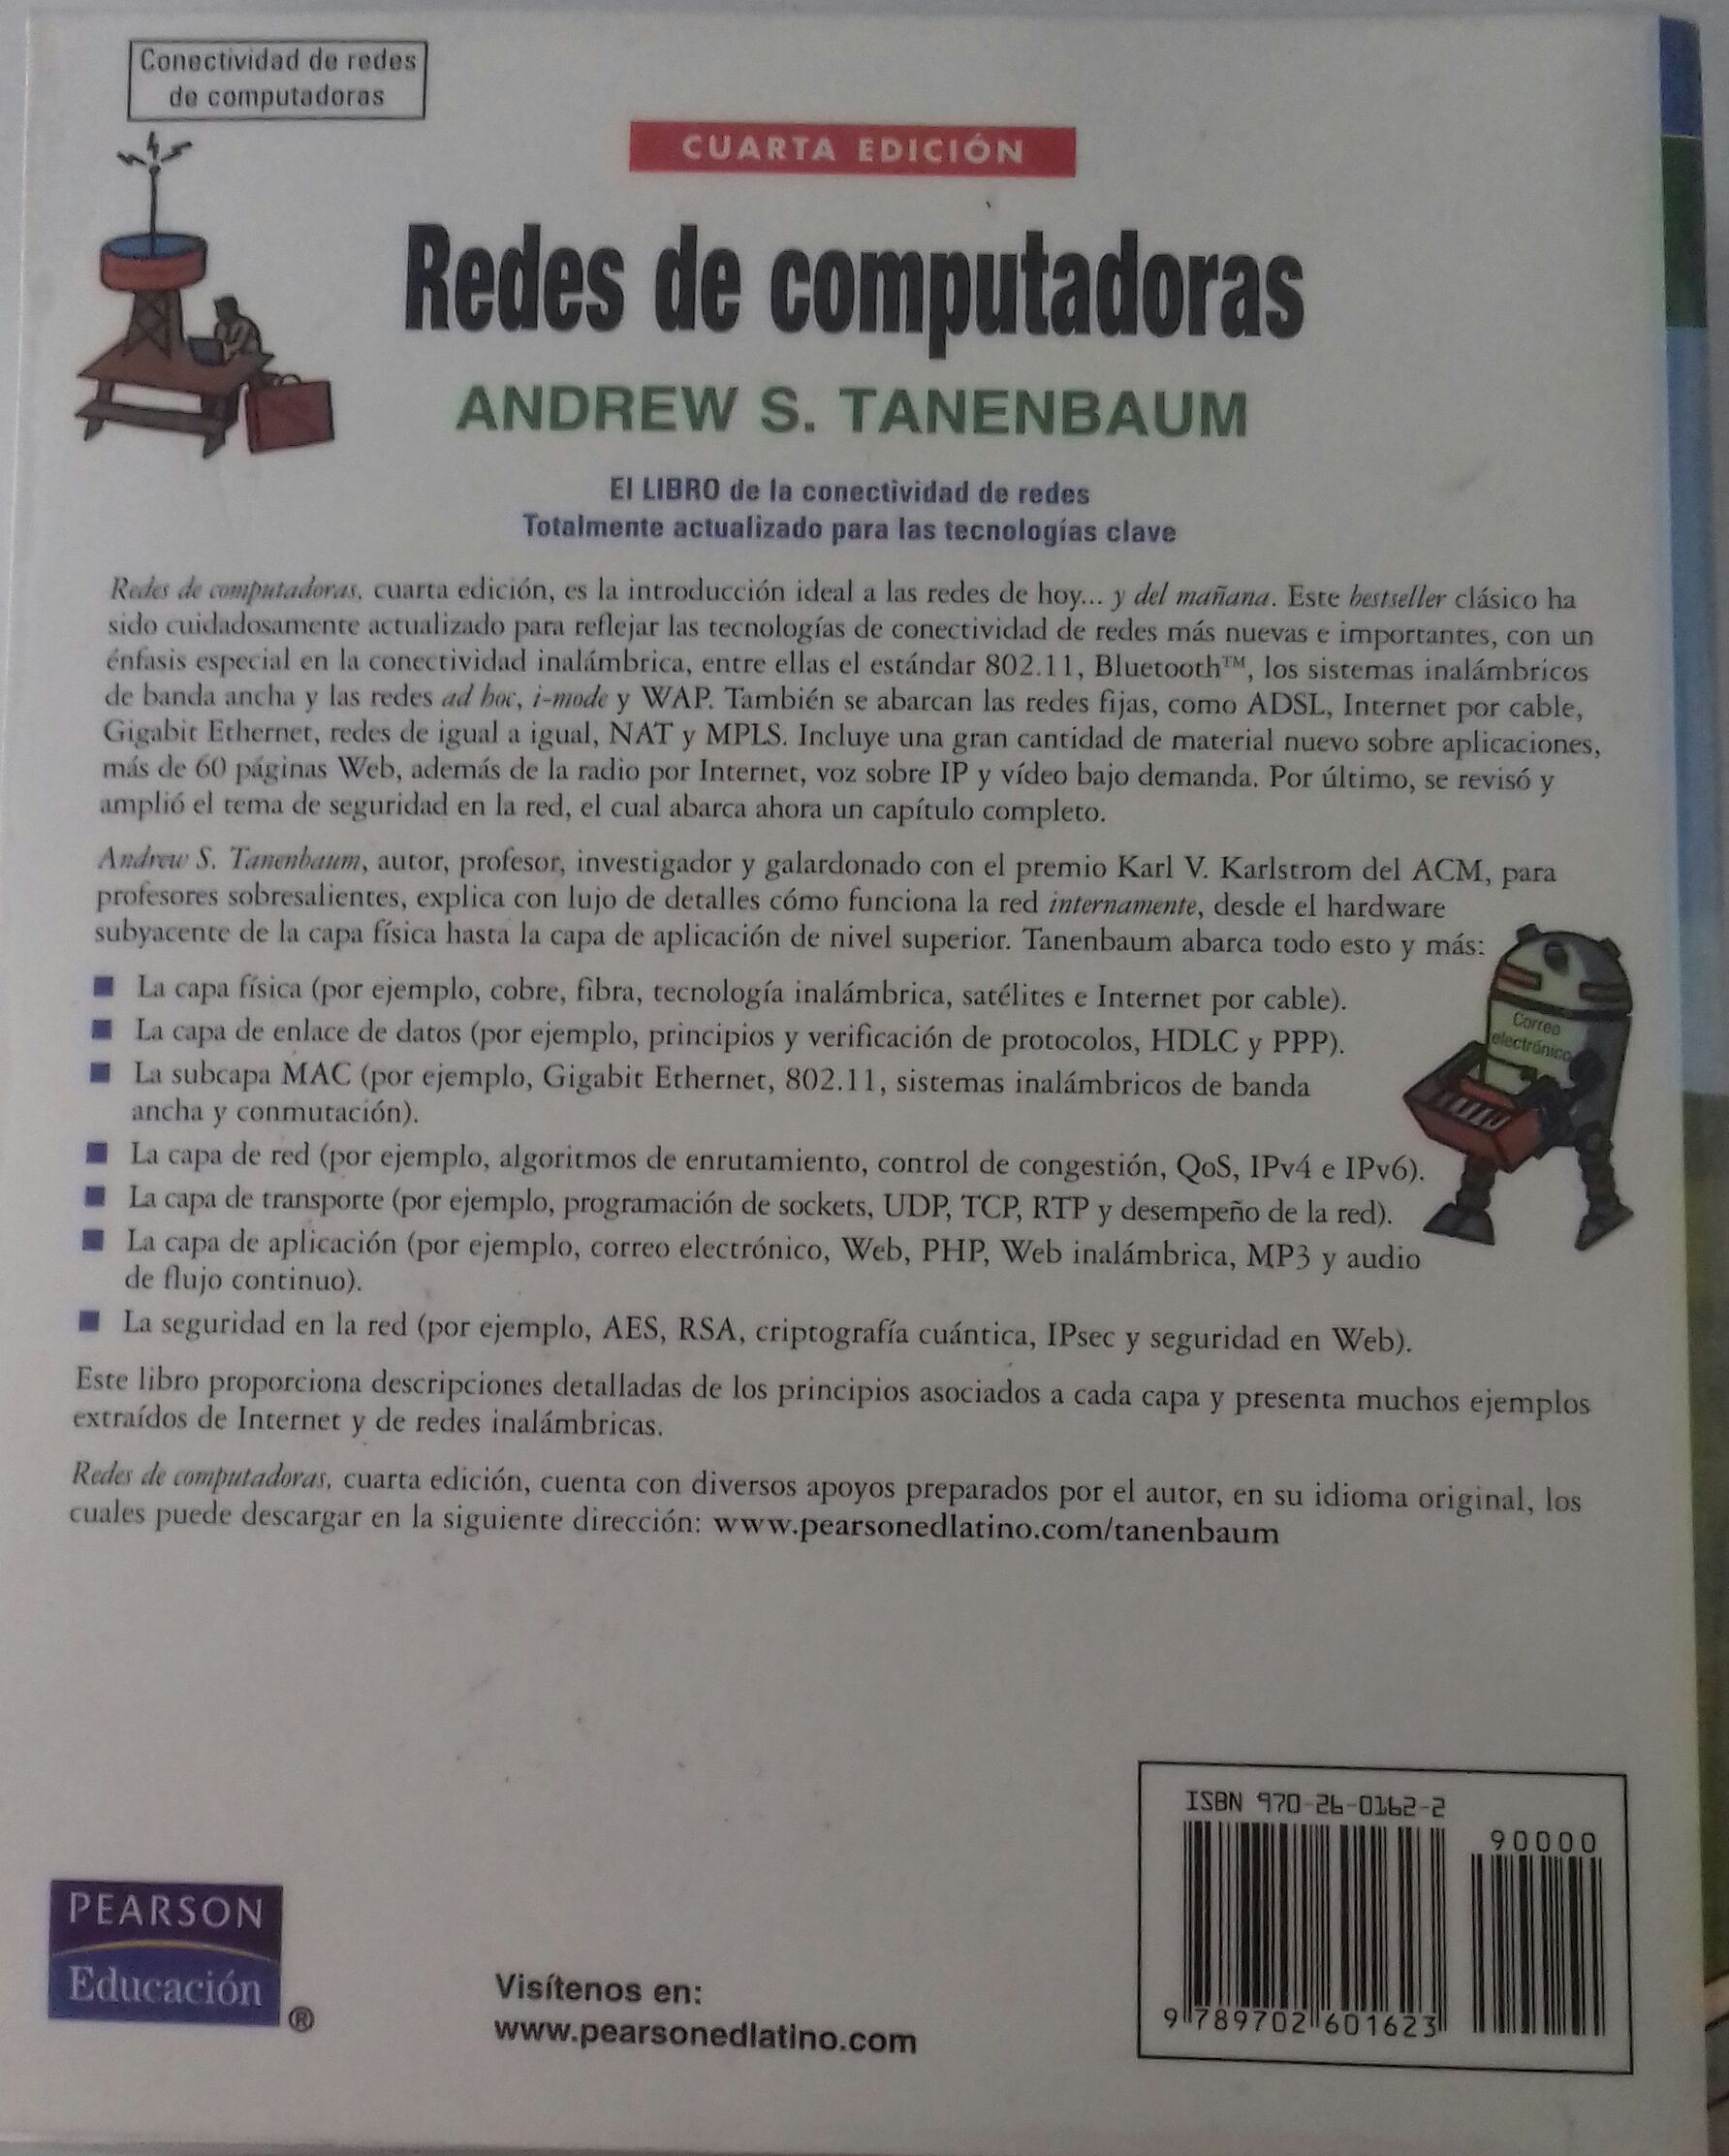 Conectividad de redes
de computadoras
CUARTA EDICIÓN
Redes de computadoras
ANDREW S. TANENBAUM
El LIBRO de la conectividad de redes
Totalmente actualizado para las tecnologías clave
Redes de computadoras, cuarta edición, es la introducción ideal a las redes de hoy... y del mañana. Este bestseller clásico ha
sido cuidadosamente actualizado para reflejar las tecnologías de conectividad de redes más nuevas e importantes, con un
énfasis especial en la conectividad inalámbrica, entre ellas el estándar 802.11, Bluetooth™, los sistemas inalámbricos
de banda ancha y las redes ad hoc, i-mode y WAP. También se abarcan las redes fijas, como ADSL, Internet por cable,
Gigabit Ethernet, redes de igual a igual, NAT y MPLS. Incluye una gran cantidad de material nuevo sobre aplicaciones,
más de 60 páginas Web, además de la radio por Internet, voz sobre IP y vídeo bajo demanda. Por último, se revisó y
amplió el tema de seguridad en la red, el cual abarca ahora un capítulo completo.
Andrew S. Tanenbaum, autor, profesor, investigador y galardonado con el premio Karl V. Karlstrom del ACM, para
profesores sobresalientes, explica con lujo de detalles cómo funciona la red internamente, desde el hardware
subyacente de la capa física hasta la capa de aplicación de nivel superior. Tanenbaum abarca todo esto y más:
■ La capa física (por ejemplo, cobre, fibra, tecnología inalámbrica, satélites e Internet por cable).
■ La capa de enlace de datos (por ejemplo, principios y verificación de protocolos, HDLC y PPP).
■ La subcapa MAC (por ejemplo, Gigabit Ethernet, 802.11, sistemas inalámbricos de banda
ancha y conmutación).
■ La capa de red (por ejemplo, algoritmos de enrutamiento, control de congestión, QoS, IPv4 e IPv6).
■ La capa de transporte (por ejemplo, programación de sockets, UDP, TCP, RTP y desempeño de la red).
■ La capa de aplicación (por ejemplo, correo electrónico, Web, PHP, Web inalámbrica, MP3 y audio
de flujo continuo).
■ La seguridad en la red (por ejemplo, AES, RSA, criptografía cuántica, IPsec y seguridad en Web).
Correo
electrónico
Este libro proporciona descripciones detalladas de los principios asociados a cada capa y presenta muchos ejemplos
extraídos de Internet y de redes inalámbricas.
Redes de computadoras, cuarta edición, cuenta con diversos apoyos preparados por el autor, en su idioma original, los
cuales puede descargar en la siguiente dirección: www.pearsonedlatino.com/tanenbaum
ISBN 970-26-0162-2
90000
9 789702 601623
PEARSON
Educación
®
Visítenos en:
www.pearsonedlatino.com